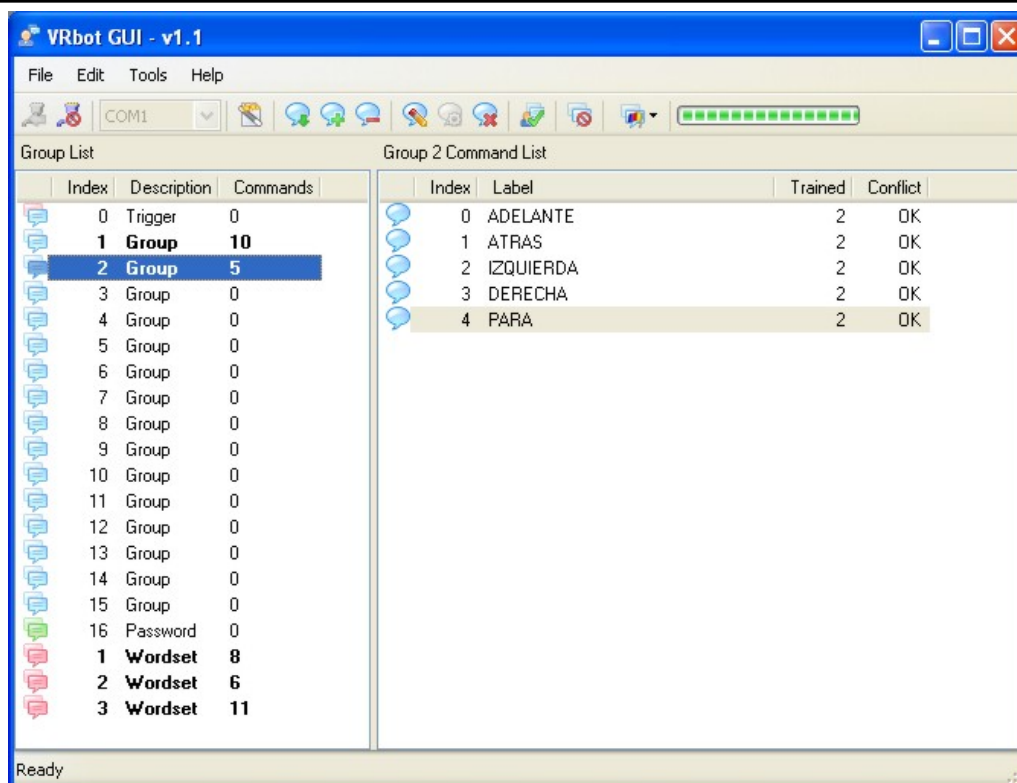 VRbot GUI - v1.1
File Edit Tools Help
COM1
Group List
Index Description Commands
0 Trigger 0
1 Group 10
2 Group 5
3 Group 0
4 Group 0
5 Group 0
6 Group 0
7 Group 0
8 Group 0
9 Group 0
10 Group 0
11 Group 0
12 Group 0
13 Group 0
14 Group 0
15 Group 0
16 Password 0
1 Wordset 8
2 Wordset 6
3 Wordset 11
Group 2 Command List
Index Label Trained Conflict
0 ADELANTE 2 OK
1 ATRAS 2 OK
2 IZQUIERDA 2 OK
3 DERECHA 2 OK
4 PARA 2 OK
Ready